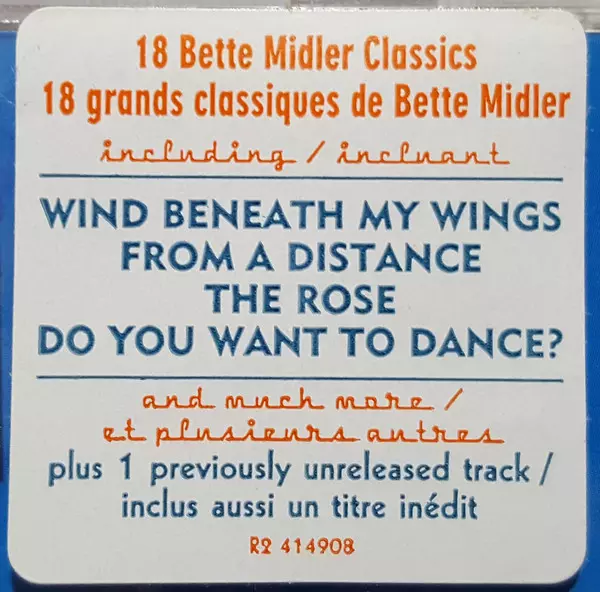 18 Bette Midler Classics
18 grands classiques de Bette Midler
including / incluant
WIND BENEATH MY WINGS
FROM A DISTANCE
THE ROSE
DO YOU WANT TO DANCE?
and much more /
et plusieurs autres
plus 1 previously unreleased track /
inclus aussi un titre inédit
R2 414908